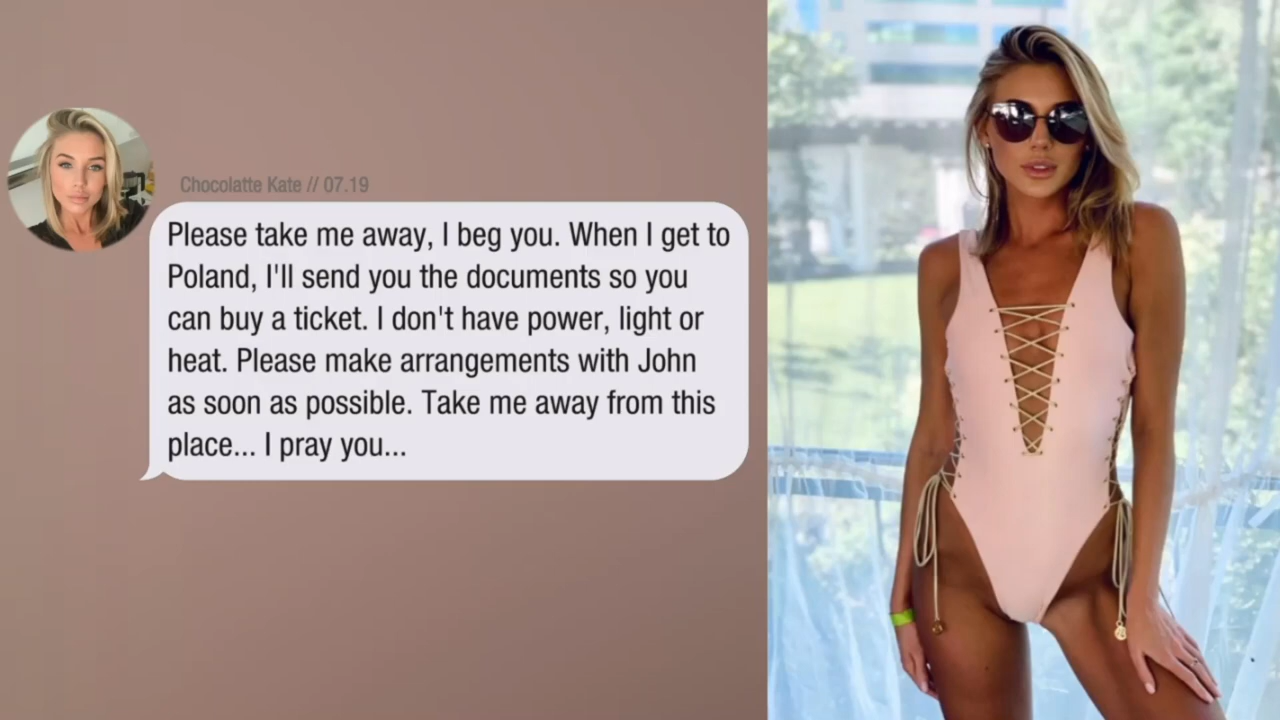 Chocolatte Kate // 07.19
Please take me away, I beg you. When I get to
Poland, I'll send you the documents so you
can buy a ticket. I don't have power, light or
heat. Please make arrangements with John
as soon as possible. Take me away from this
place... I pray you...